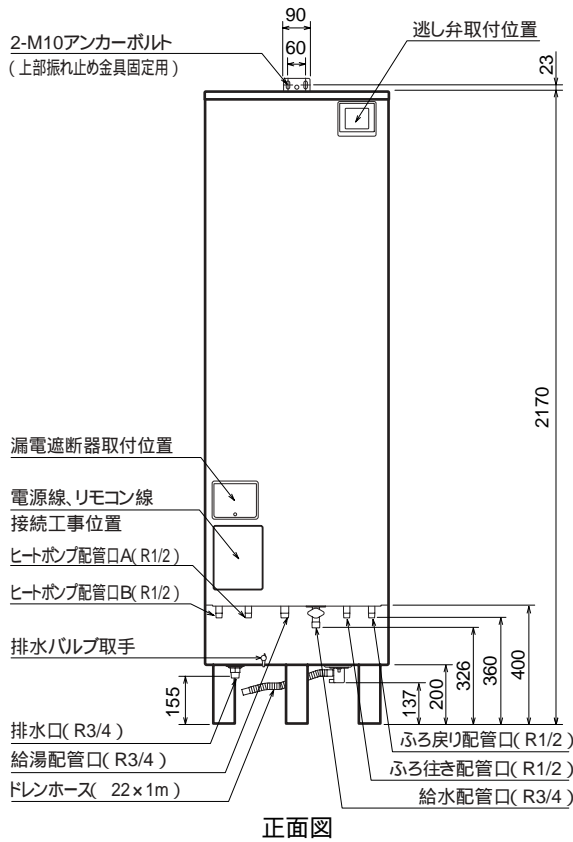 90
60
2-M10アンカーボルト
(上部振れ止め金具固定用)
逃し弁取付位置
23
2170
漏電遮断器取付位置
電源線、リモコン線
接続工事位置
ヒートポンプ配管口A(R1/2)
ヒートポンプ配管口B(R1/2)
排水バルブ取手
155
137
200
326
360
400
排水口(R3/4)
給湯配管口(R3/4)
ドレンホース( 22×1m)
ふろ戻り配管口(R1/2)
ふろ往き配管口(R1/2)
給水配管口(R3/4)
正面図